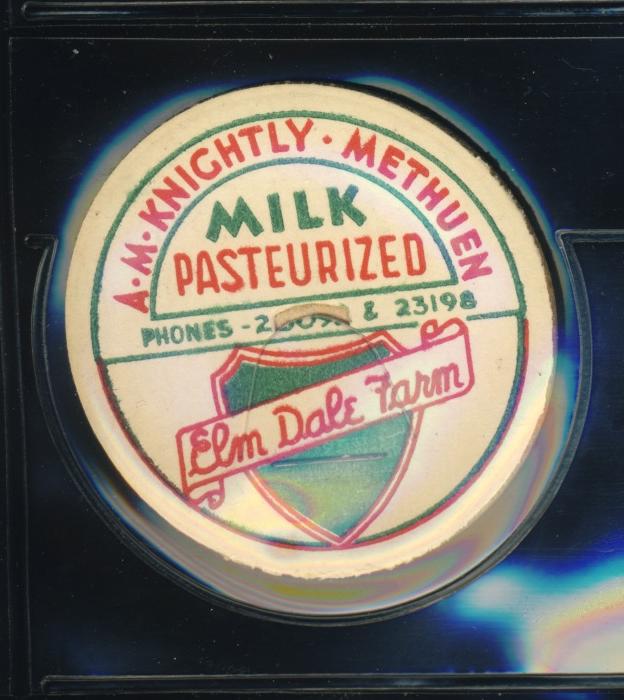 A·M·KNIGHTLY·METHUEN
MILK
PASTEURIZED
PHONES - & 23198
Elm Dale Farm